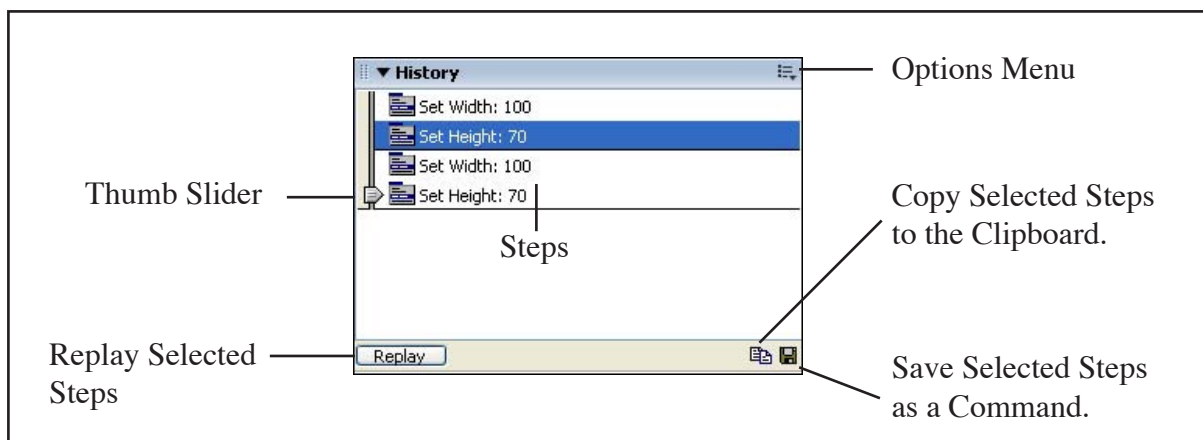 History
Options Menu
Set Width: 100
Set Height: 70
Set Width: 100
Thumb Slider
Set Height: 70
Copy Selected Steps
to the Clipboard.
Steps
Replay Selected
Steps
Replay
Save Selected Steps
as a Command.